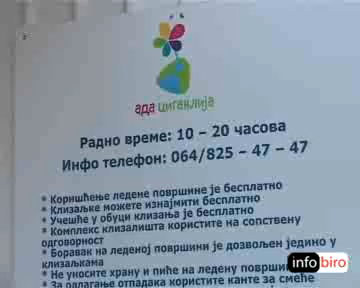 ада циганлија
Радно време: 10 – 20 часова
Инфо телефон: 064/825 – 47 – 47
* Коришћење ледене површине је бесплатно
* Клизаљке можете изнајмити бесплатно
* Учешће у обуци клизања је бесплатно
* Комплекс клизалишта користите на сопствену
одговорност
* Боравак на леденој површини је дозвољен једино у
клизаљкама
* Не уносите храну и пиће на ледену површин
* За одлагање отпадака користите канте за смеће
infobiro